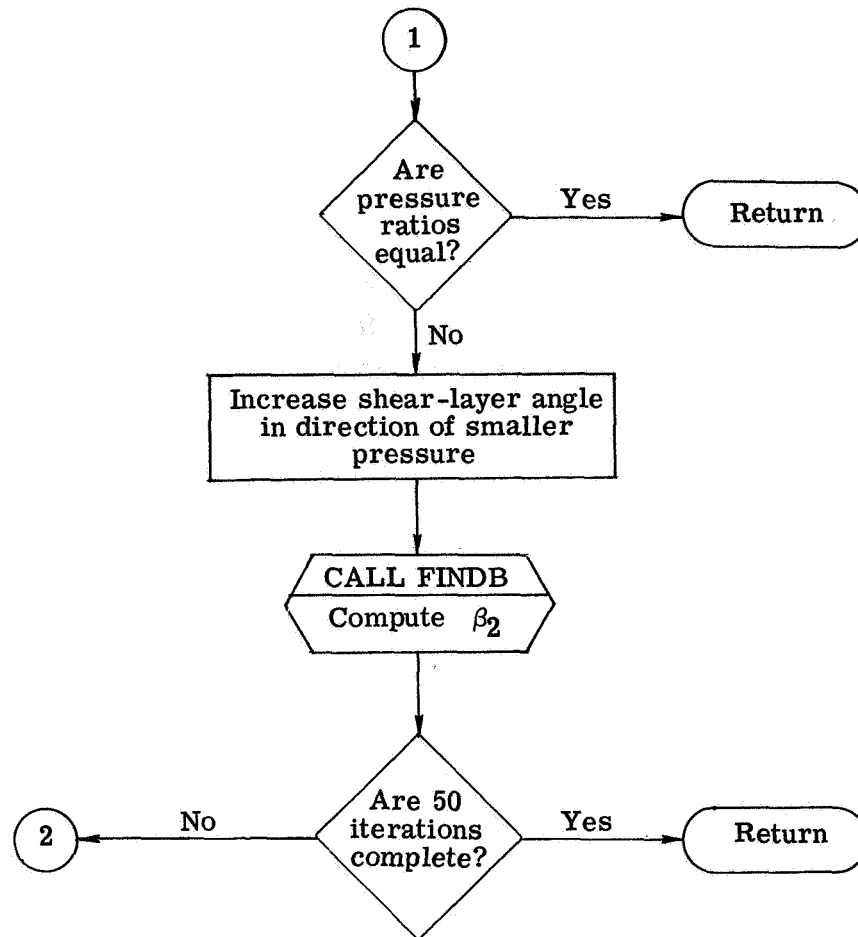 1
Are
pressure
ratios
equal?
Yes
Return
No
Increase shear-layer angle
in direction of smaller
pressure
CALL FINDB
Compute β₂
Are 50
iterations
complete?
No
2
Yes
Return